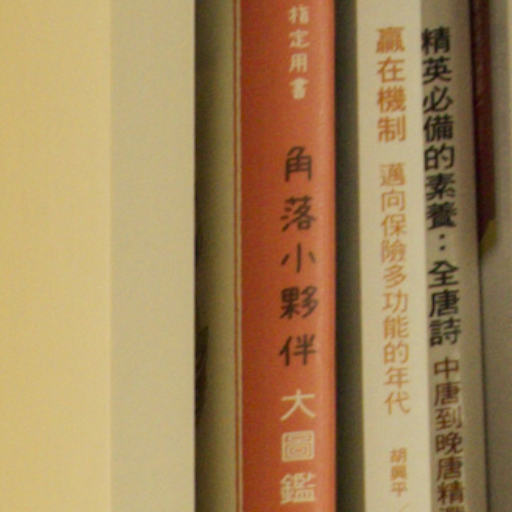 指定用書
角落小夥伴
大圖鑑
贏在機制
邁向保險多功能的年代
胡興平
精英必備的素養：全唐詩
中唐到晚唐精選